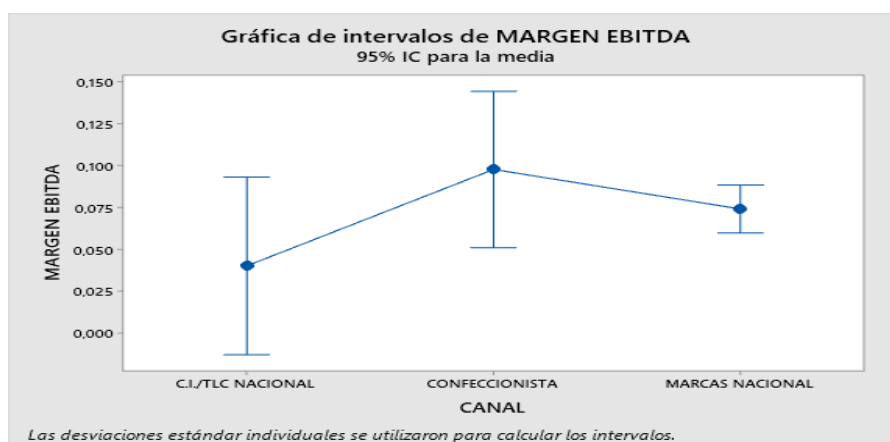 Gráfica de intervalos de MARGEN EBITDA
95% IC para la media
0,150
0,125
0,100
0,075
0,050
0,025
0,000
MARGEN EBITDA
C.I./TLC NACIONAL
CONFECCIONISTA
MARCAS NACIONAL
CANAL
Las desviaciones estándar individuales se utilizaron para calcular los intervalos.